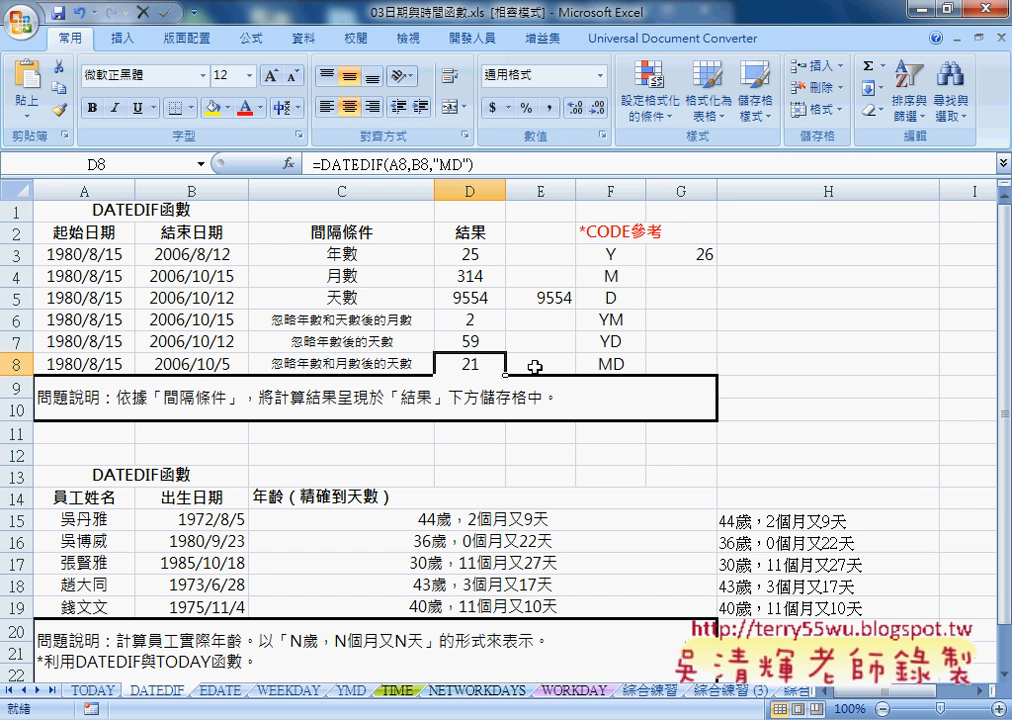 03日期與時間函數.xls [相容模式] - Microsoft Excel
常用 插入 版面配置 公式 資料 校閱 檢視 開發人員 增益集 Universal Document Converter
貼上 微軟正黑體 12 通用格式 設定格式化的條件 格式化為表格 儲存格樣式 插入 刪除 格式 排序與篩選 尋找與選取
剪貼簿 字型 對齊方式 數值 樣式 儲存格 編輯
D8 fx =DATEDIF(A8,B8,"MD")
A B C D E F G H I
1 DATEDIF函數
2 起始日期 結束日期 間隔條件 結果 *CODE參考
3 1980/8/15 2006/8/12 年數 25 Y 26
4 1980/8/15 2006/10/15 月數 314 M
5 1980/8/15 2006/10/12 天數 9554 9554 D
6 1980/8/15 2006/10/15 忽略年數和天數後的月數 2 YM
7 1980/8/15 2006/10/12 忽略年數後的天數 59 YD
8 1980/8/15 2006/10/5 忽略年數和月數後的天數 21 MD
9
問題說明：依據「間隔條件」，將計算結果呈現於「結果」下方儲存格中。
10
11
12
13 DATEDIF函數
14 員工姓名 出生日期 年齡（精確到天數）
15 吳丹雅 1972/8/5 44歲，2個月又9天 44歲，2個月又9天
16 吳博威 1980/9/23 36歲，0個月又22天 36歲，0個月又22天
17 張賢雅 1985/10/18 30歲，11個月又27天 30歲，11個月又27天
18 趙大同 1973/6/28 43歲，3個月又17天 43歲，3個月又17天
19 錢文文 1975/11/4 40歲，11個月又10天 40歲，11個月又10天
20 http://terry55wu.blogspot.tw
問題說明：計算員工實際年齡。以「N歲，N個月又N天」的形式來表示。
21 *利用DATEDIF與TODAY函數。
吳清輝老師錄製
22
TODAY DATEDIF EDATE WEEKDAY YMD TIME NETWORKDAYS WORKDAY 綜合練習 綜合練習 (3) 綜合
就緒 100%